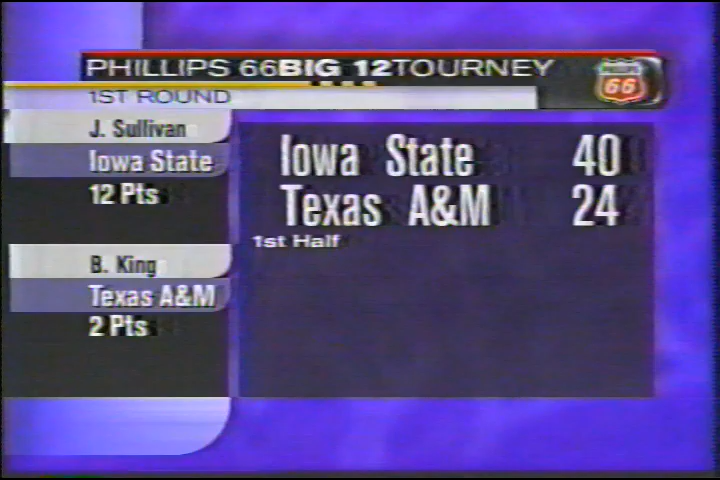 PHILLIPS 66 BIG 12 TOURNEY
66
1ST ROUND
J. Sullivan
Iowa State
12 Pts
B. King
Texas A&M
2 Pts
Iowa State 40
Texas A&M 24
1st Half